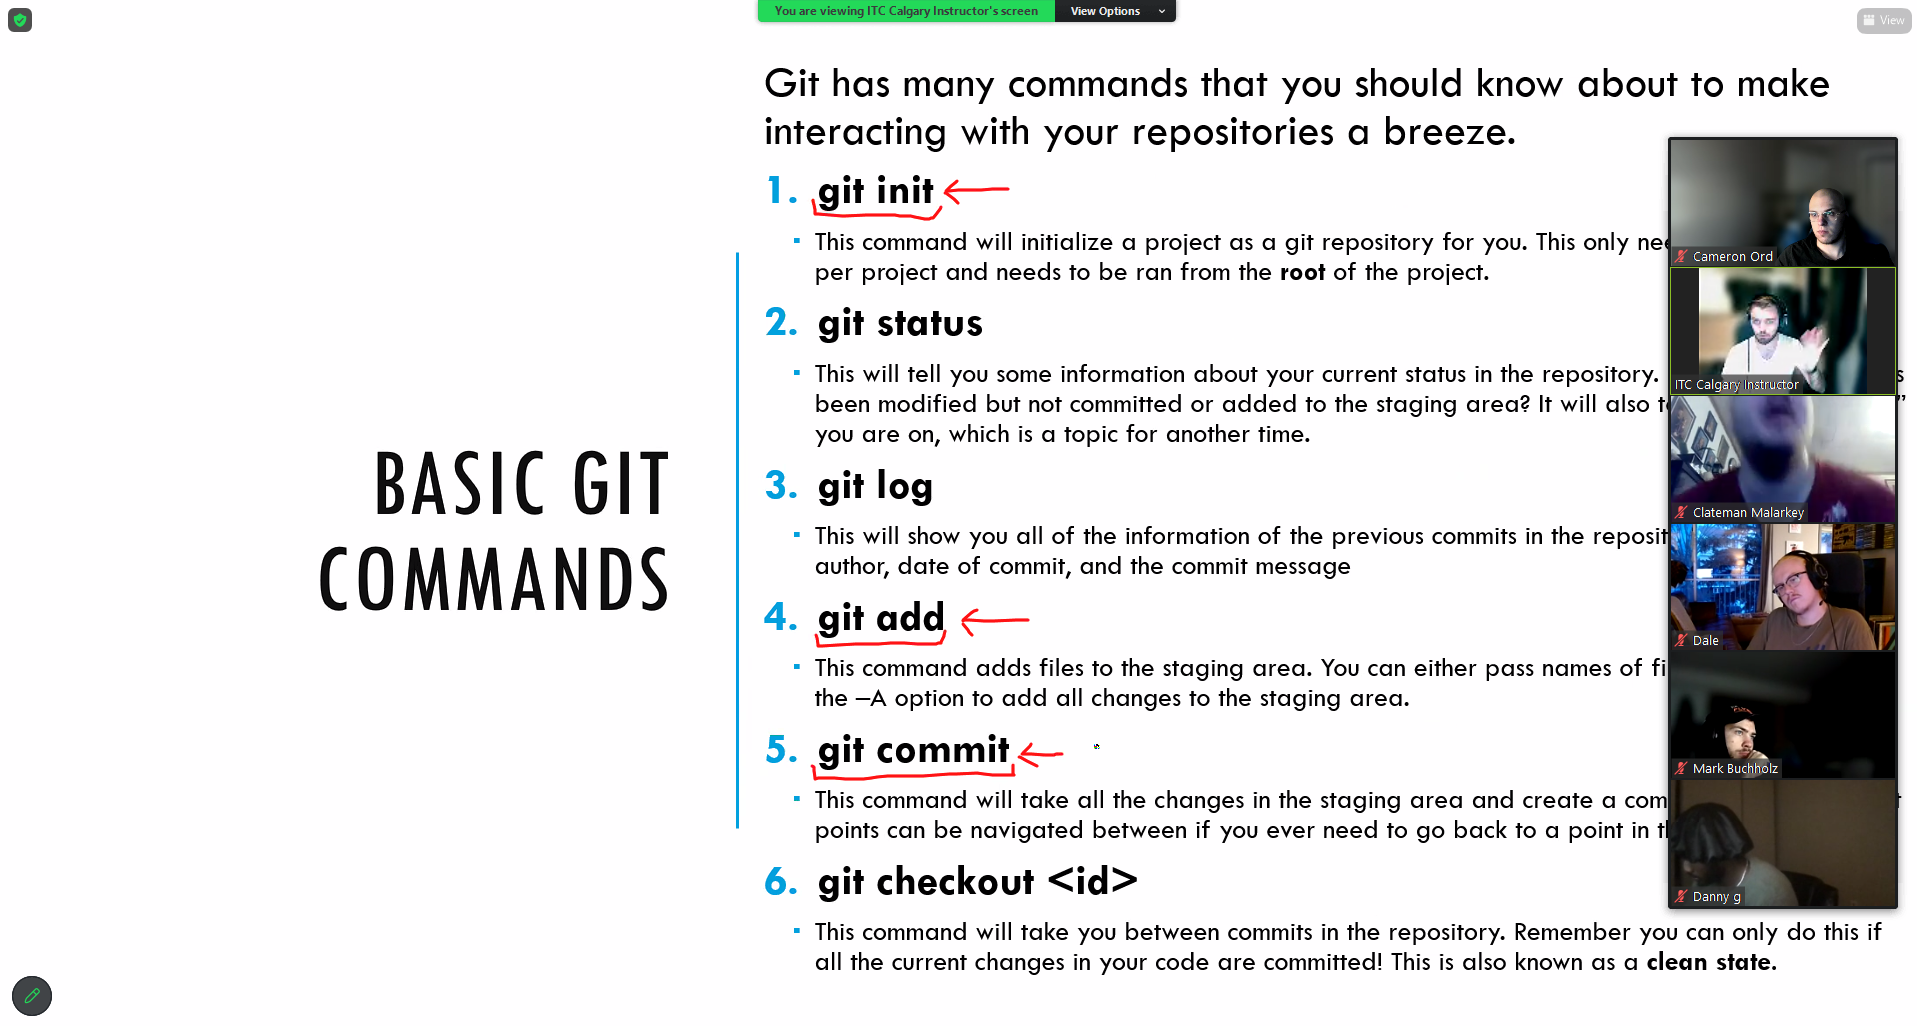 You are viewing ITC Calgary Instructor's screen View Options
View
Git has many commands that you should know about to make
interacting with your repositories a breeze.
BASIC GIT
COMMANDS
1. git init
This command will initialize a project as a git repository for you. This only
per project and needs to be ran from the root of the project.
2. git status
This will tell you some information about your current status in the repository.
been modified but not committed or added to the staging area? It will also
you are on, which is a topic for another time.
3. git log
This will show you all of the information of the previous commits in the
author, date of commit, and the commit message
4. git add
This command adds files to the staging area. You can either pass names of
the –A option to add all changes to the staging area.
5. git commit
This command will take all the changes in the staging area and create a
points can be navigated between if you ever need to go back to a point in
6. git checkout <id>
This command will take you between commits in the repository. Remember you can only do this if
all the current changes in your code are committed! This is also known as a clean state.
Cameron Ord
ITC Calgary Instructor
Clateman Malarkey
Dale
Mark Buchholz
Danny g